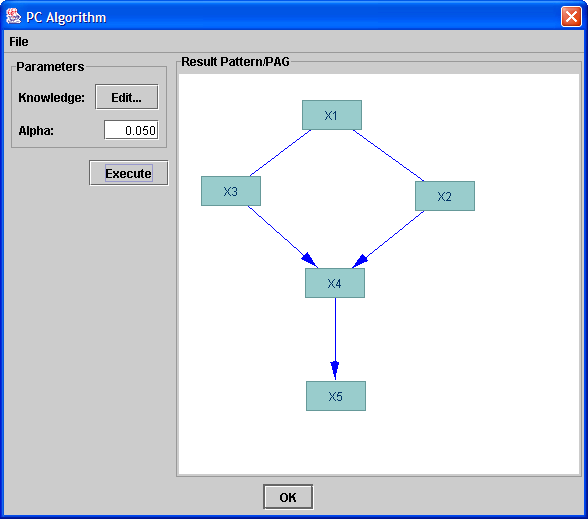 PC Algorithm
File
Parameters
Knowledge: Edit...
Alpha: 0.050
Execute
Result Pattern/PAG
X1
X3
X2
X4
X5
OK